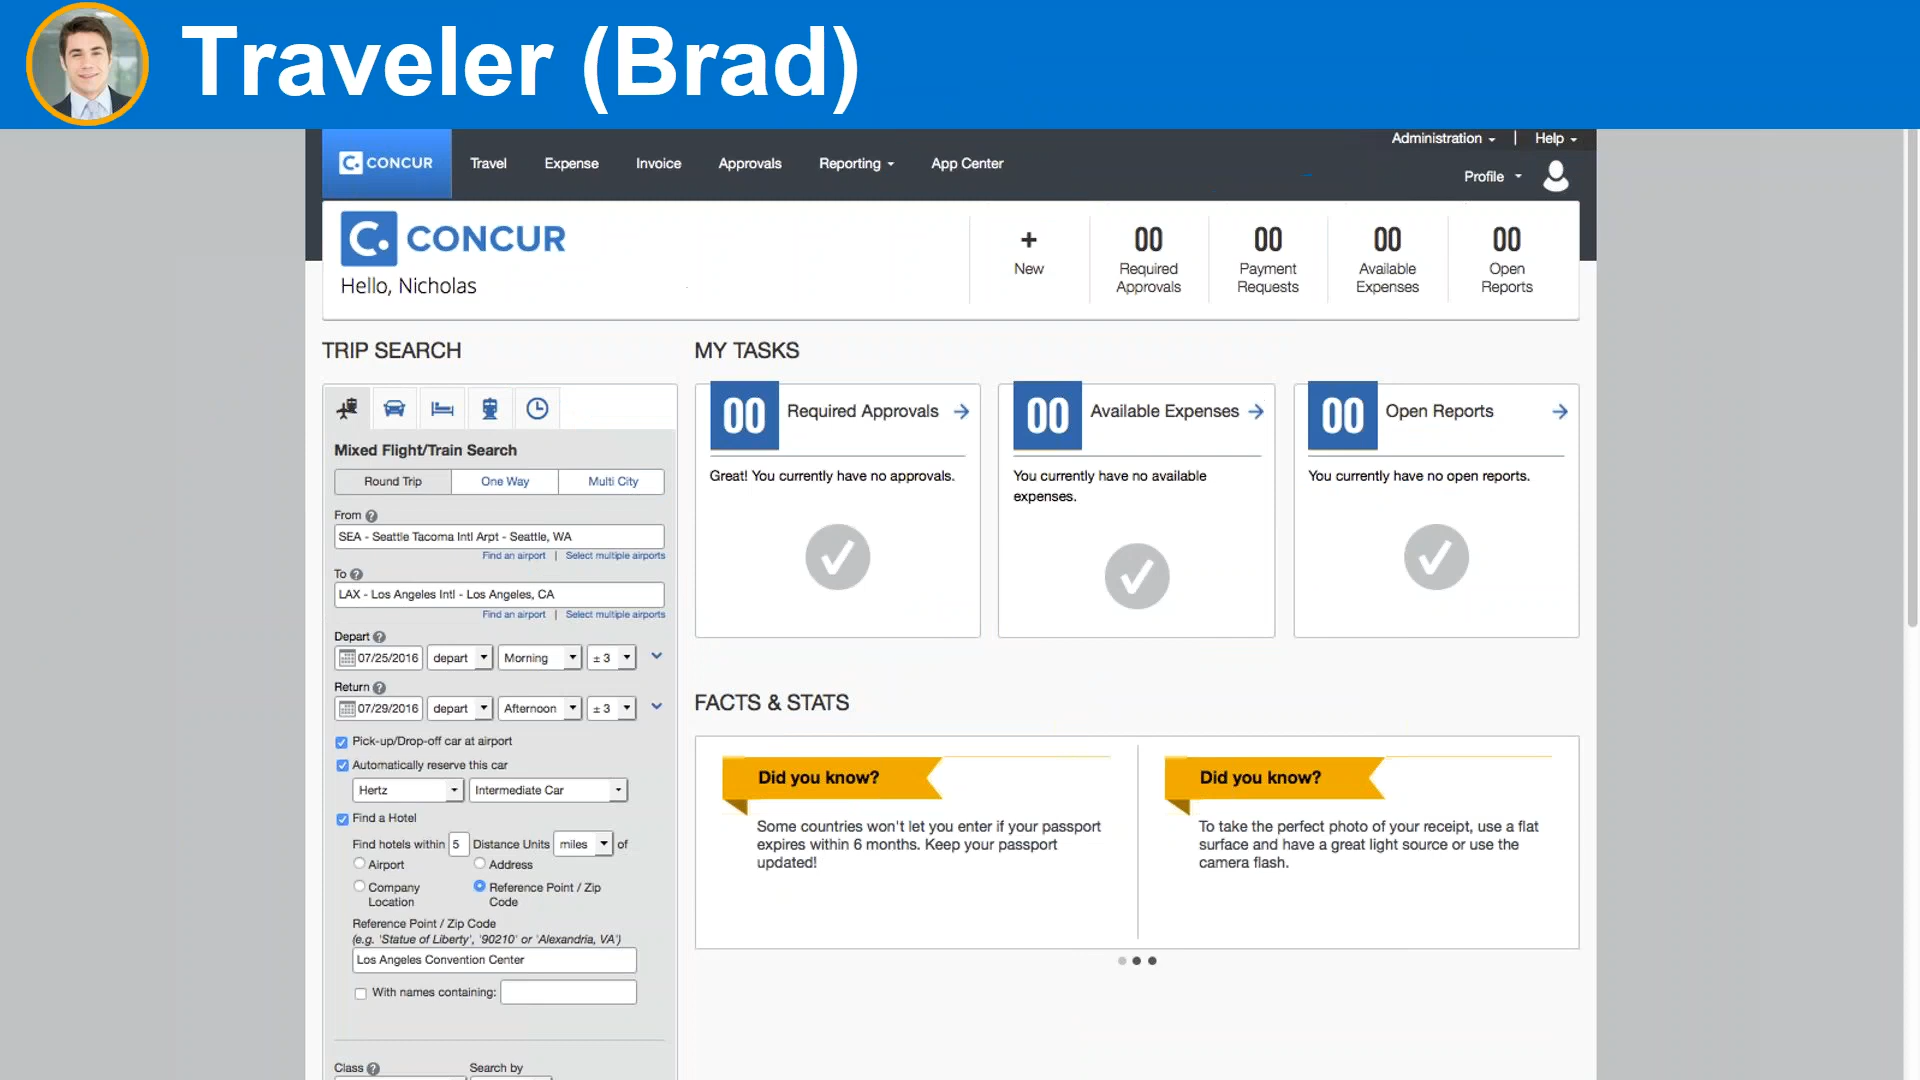 Traveler (Brad)
Administration | Help
C. CONCUR Travel Expense Invoice Approvals Reporting App Center
Profile
C. CONCUR
Hello, Nicholas
+
New
00
Required
Approvals
00
Payment
Requests
00
Available
Expenses
00
Open
Reports
TRIP SEARCH
Mixed Flight/Train Search
Round Trip One Way Multi City
From ?
SEA - Seattle Tacoma Intl Arpt - Seattle, WA
Find an airport | Select multiple airports
To ?
LAX - Los Angeles Intl - Los Angeles, CA
Find an airport | Select multiple airports
Depart ?
07/25/2016 depart Morning ± 3
Return ?
07/29/2016 depart Afternoon ± 3
Pick-up/Drop-off car at airport
Automatically reserve this car
Hertz Intermediate Car
Find a Hotel
Find hotels within 5 Distance Units miles of
Airport Address
Company
Location
Reference Point / Zip
Code
Reference Point / Zip Code
(e.g. 'Statue of Liberty', '90210' or 'Alexandria, VA')
Los Angeles Convention Center
With names containing:
Class ? Search by
MY TASKS
00 Required Approvals
Great! You currently have no approvals.
00 Available Expenses
You currently have no available
expenses.
00 Open Reports
You currently have no open reports.
FACTS & STATS
Did you know?
Some countries won't let you enter if your passport
expires within 6 months. Keep your passport
updated!
Did you know?
To take the perfect photo of your receipt, use a flat
surface and have a great light source or use the
camera flash.